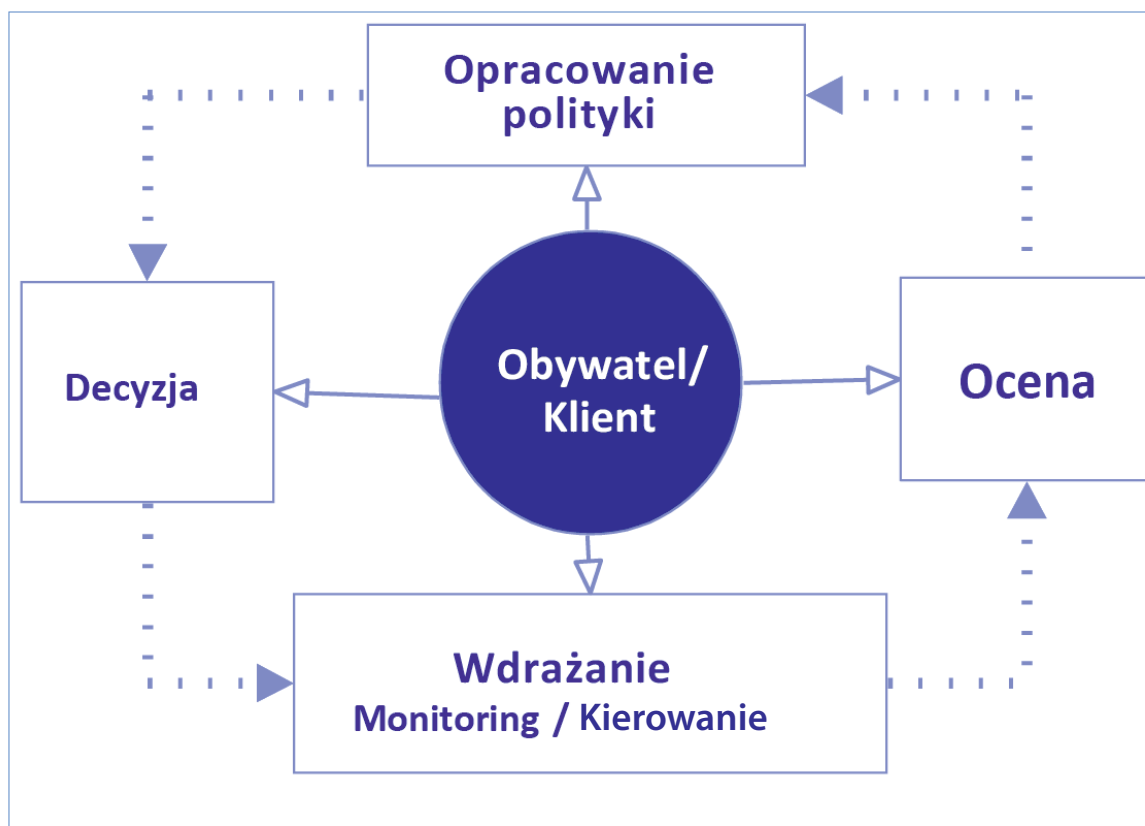 Opracowanie
polityki
Decyzja
Obywatel/
Klient
Ocena
Wdrażanie
Monitoring / Kierowanie